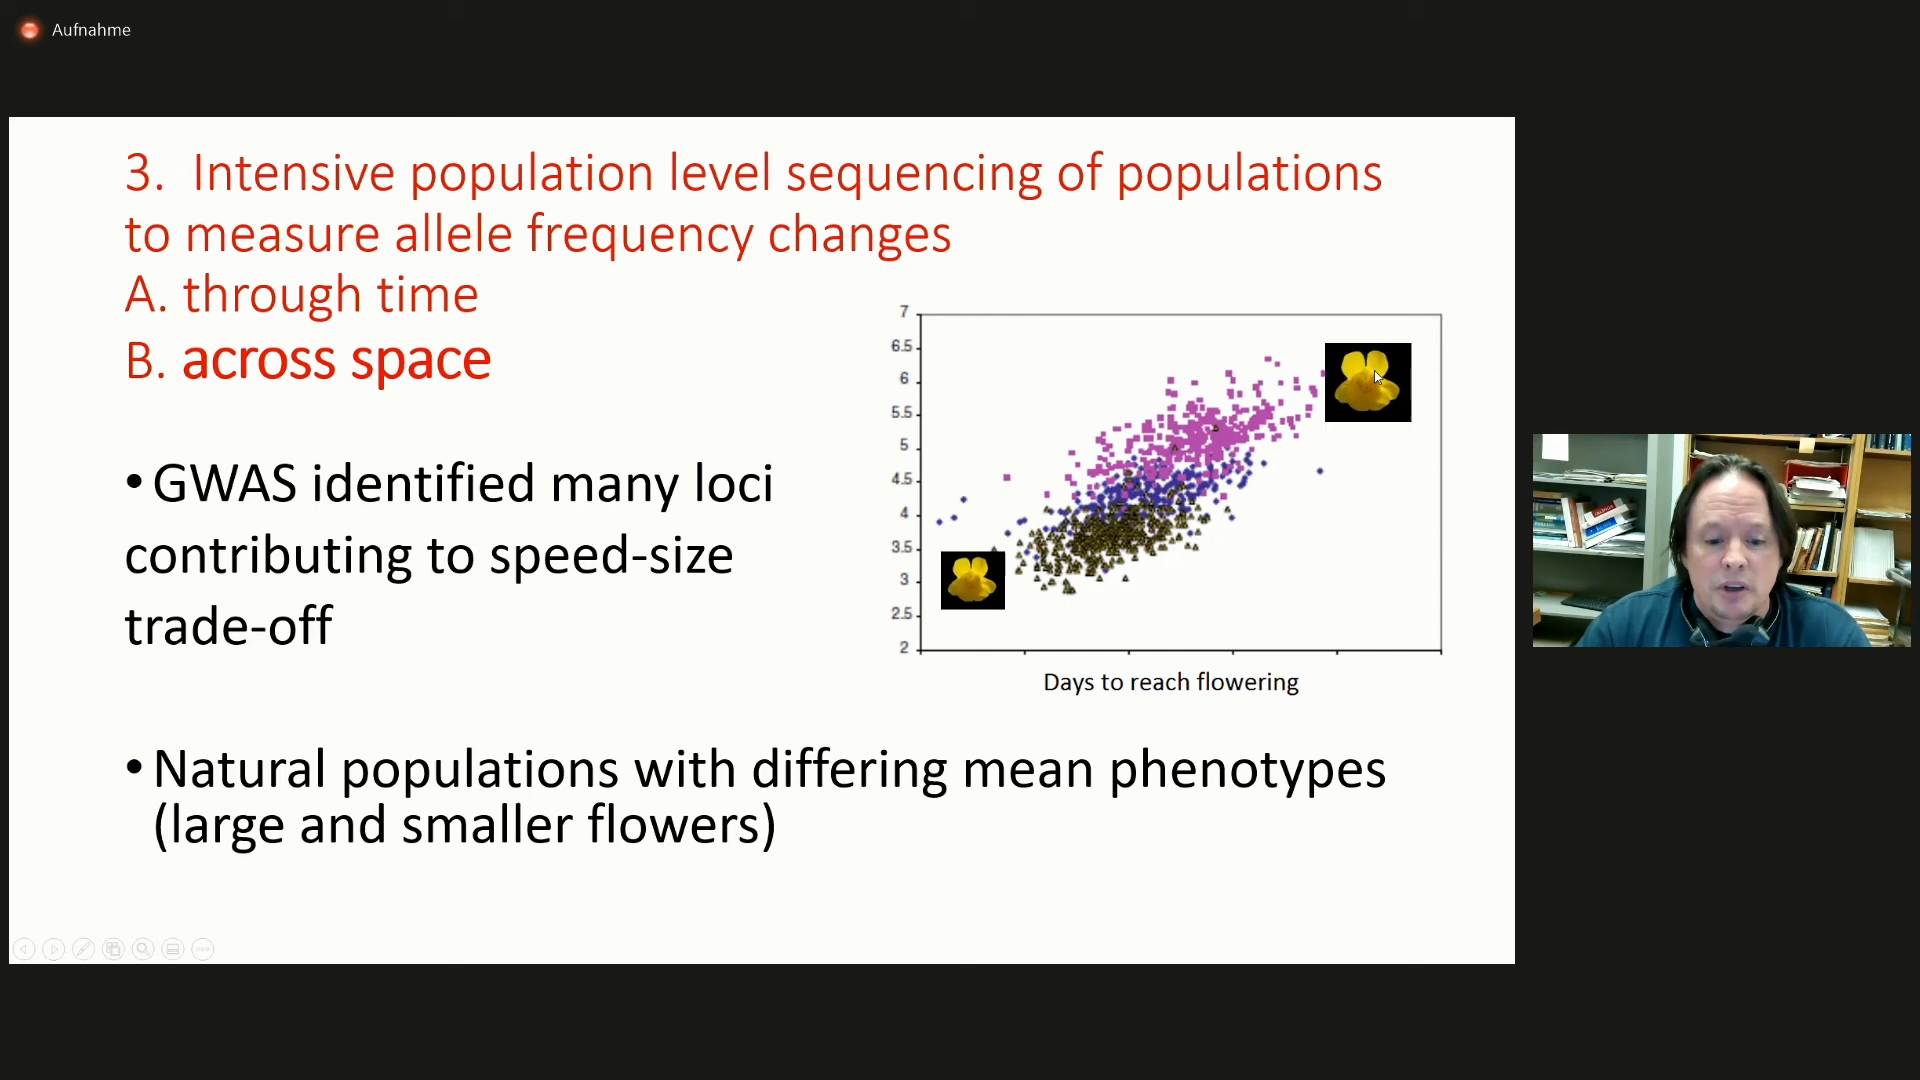 Aufnahme
3. Intensive population level sequencing of populations
to measure allele frequency changes
A. through time
B. across space
• GWAS identified many loci
contributing to speed-size
trade-off
7
6.5
6
5.5
5
4.5
4
3.5
3
2.5
2
Days to reach flowering
• Natural populations with differing mean phenotypes
(large and smaller flowers)